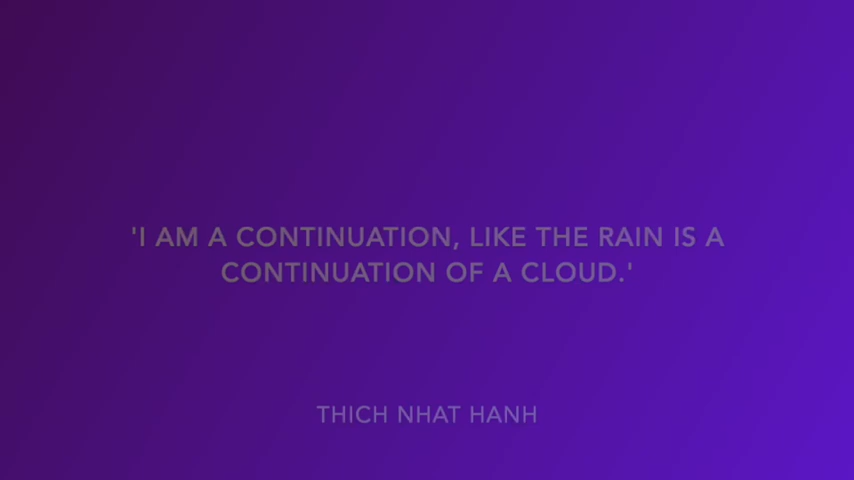 'I AM A CONTINUATION, LIKE THE RAIN IS A
CONTINUATION OF A CLOUD.'
THICH NHAT HANH